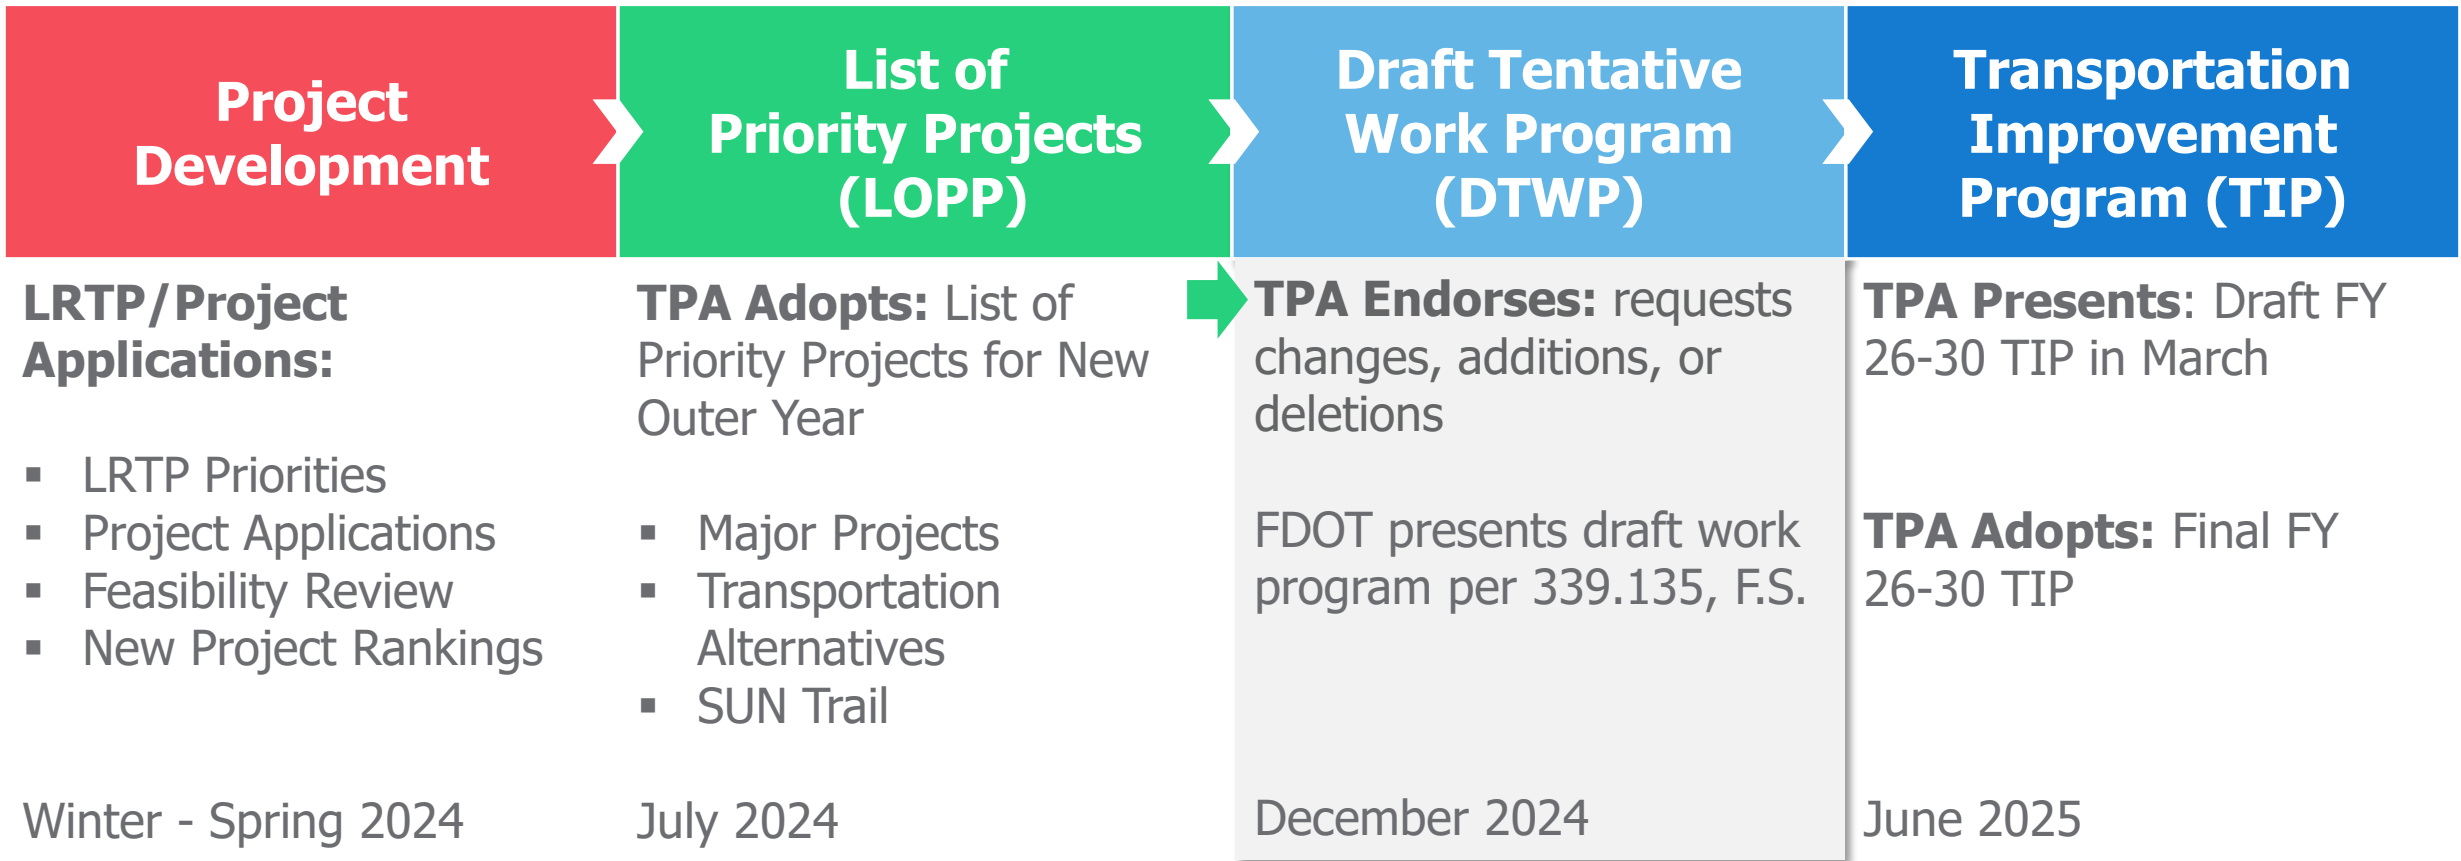 Project
Development
List of
Priority Projects
(LOPP)
Draft Tentative
Work Program
(DTWP)
Transportation
Improvement
Program (TIP)
LRTP/Project
Applications:
▪ LRTP Priorities
▪ Project Applications
▪ Feasibility Review
▪ New Project Rankings
Winter - Spring 2024
TPA Adopts: List of
Priority Projects for New
Outer Year
▪ Major Projects
▪ Transportation
Alternatives
▪ SUN Trail
July 2024
TPA Endorses: requests
changes, additions, or
deletions
FDOT presents draft work
program per 339.135, F.S.
December 2024
TPA Presents: Draft FY
26-30 TIP in March
TPA Adopts: Final FY
26-30 TIP
June 2025